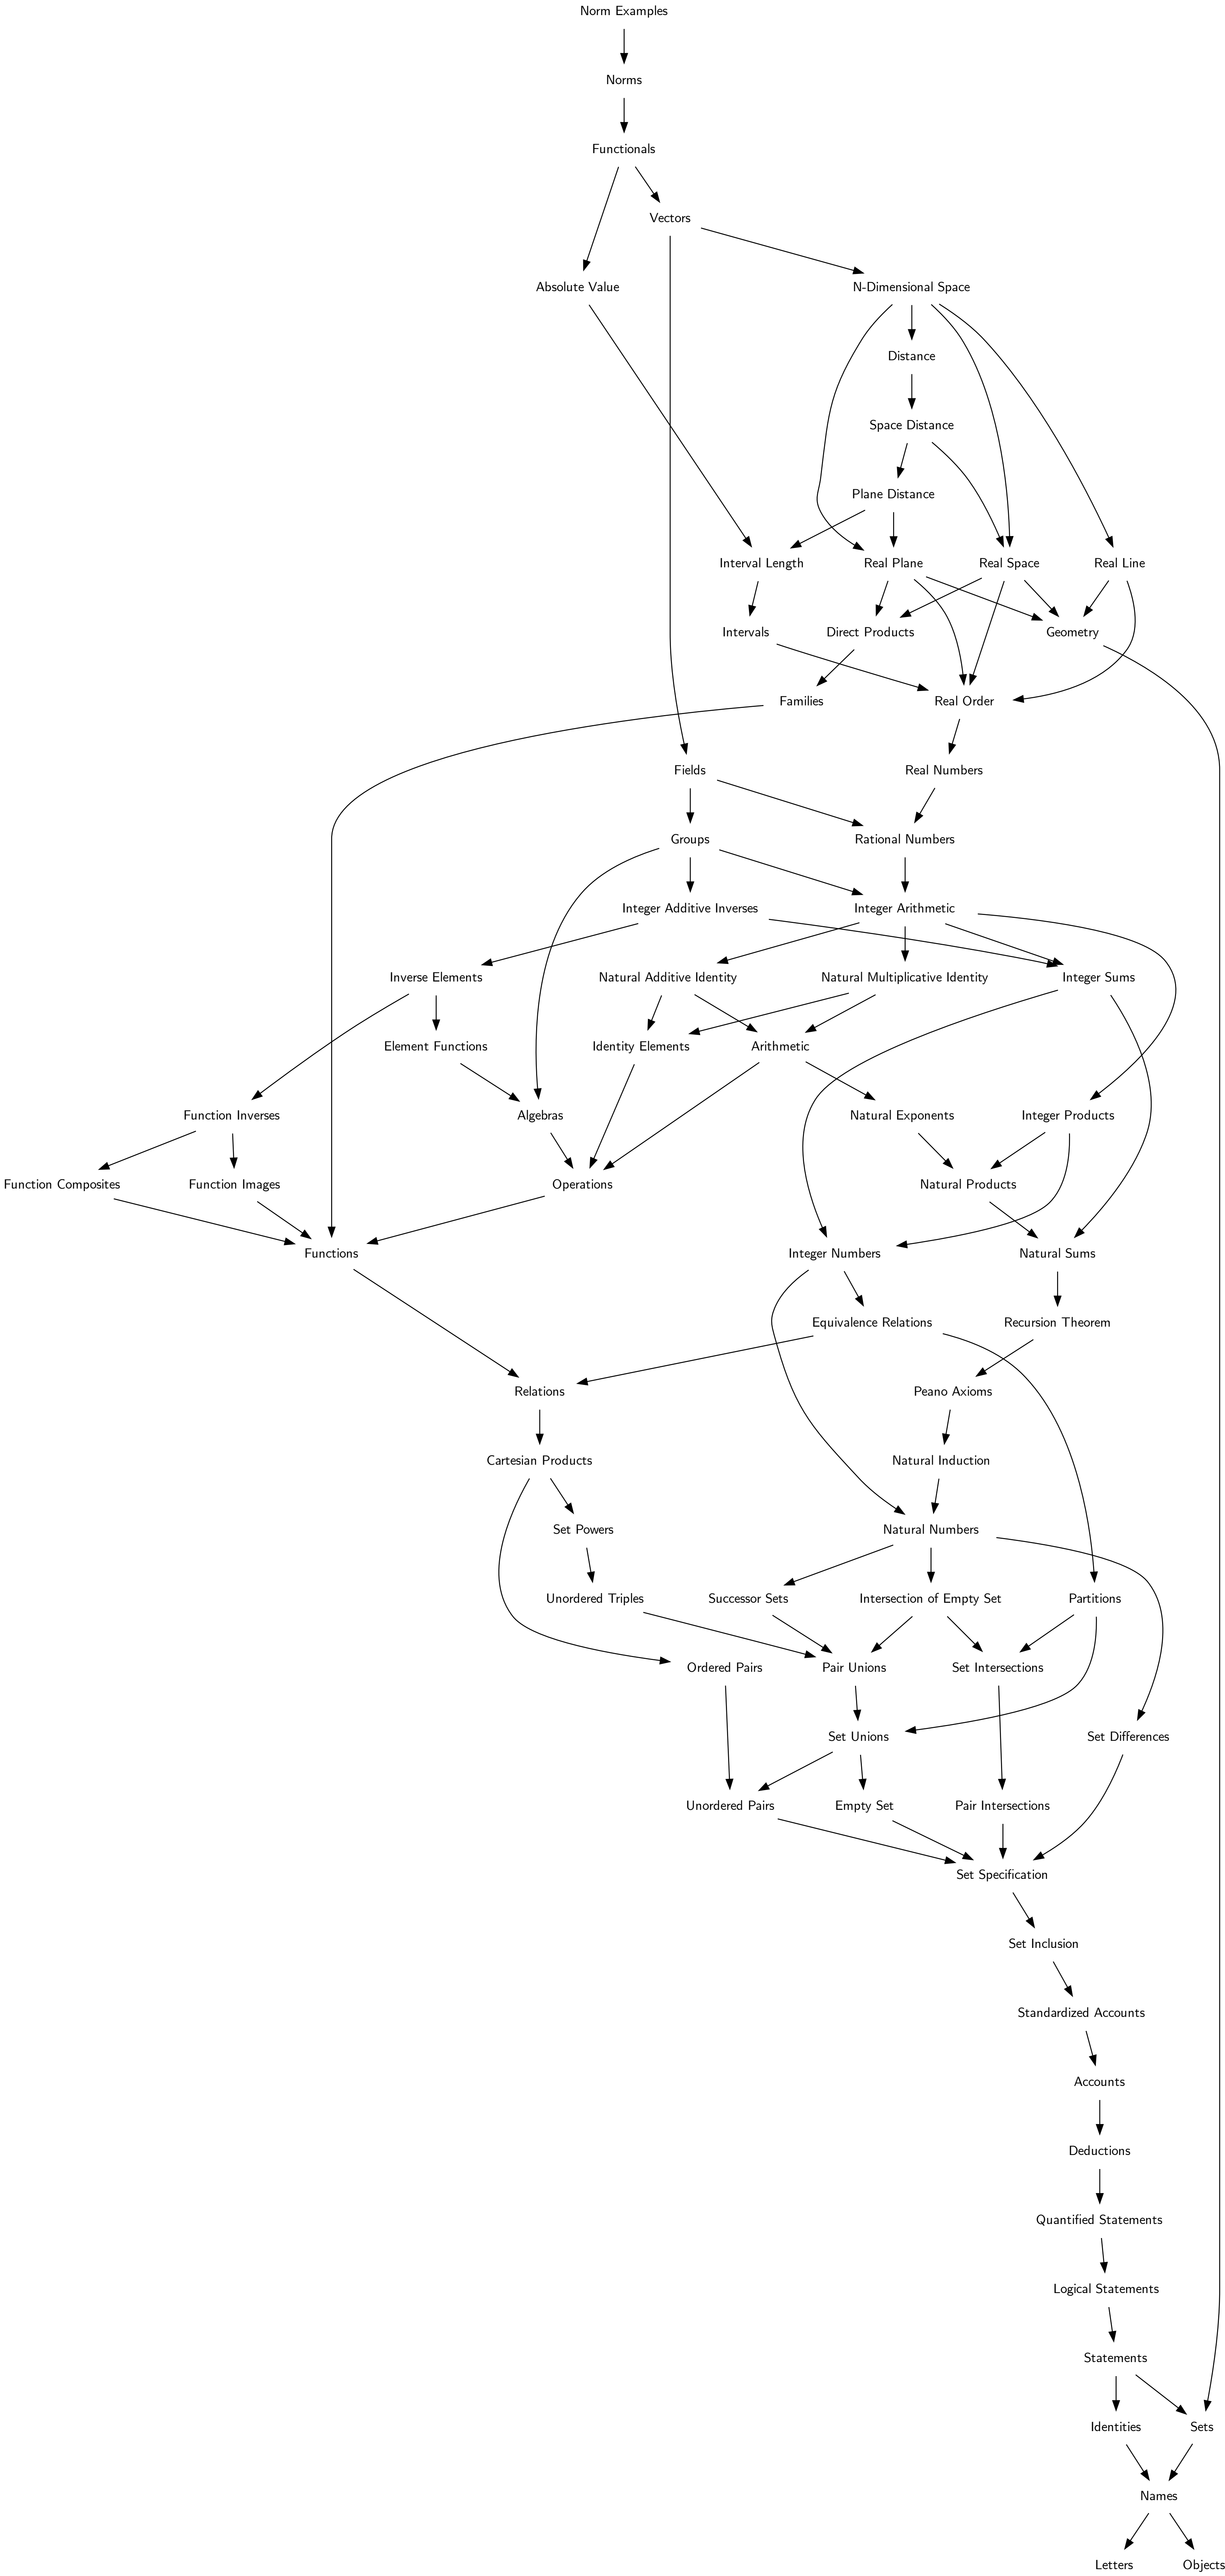 Norm Examples
Norms
Functionals
Vectors
Absolute Value
N-Dimensional Space
Distance
Space Distance
Plane Distance
Interval Length
Real Plane
Real Space
Real Line
Intervals
Direct Products
Geometry
Families
Real Order
Fields
Real Numbers
Groups
Rational Numbers
Integer Additive Inverses
Integer Arithmetic
Inverse Elements
Natural Additive Identity
Natural Multiplicative Identity
Integer Sums
Element Functions
Identity Elements
Arithmetic
Function Inverses
Algebras
Natural Exponents
Integer Products
Function Composites
Function Images
Operations
Natural Products
Functions
Integer Numbers
Natural Sums
Equivalence Relations
Recursion Theorem
Relations
Peano Axioms
Cartesian Products
Natural Induction
Set Powers
Natural Numbers
Unordered Triples
Successor Sets
Intersection of Empty Set
Partitions
Ordered Pairs
Pair Unions
Set Intersections
Set Unions
Set Differences
Unordered Pairs
Empty Set
Pair Intersections
Set Specification
Set Inclusion
Standardized Accounts
Accounts
Deductions
Quantified Statements
Logical Statements
Statements
Identities
Sets
Names
Letters
Objects